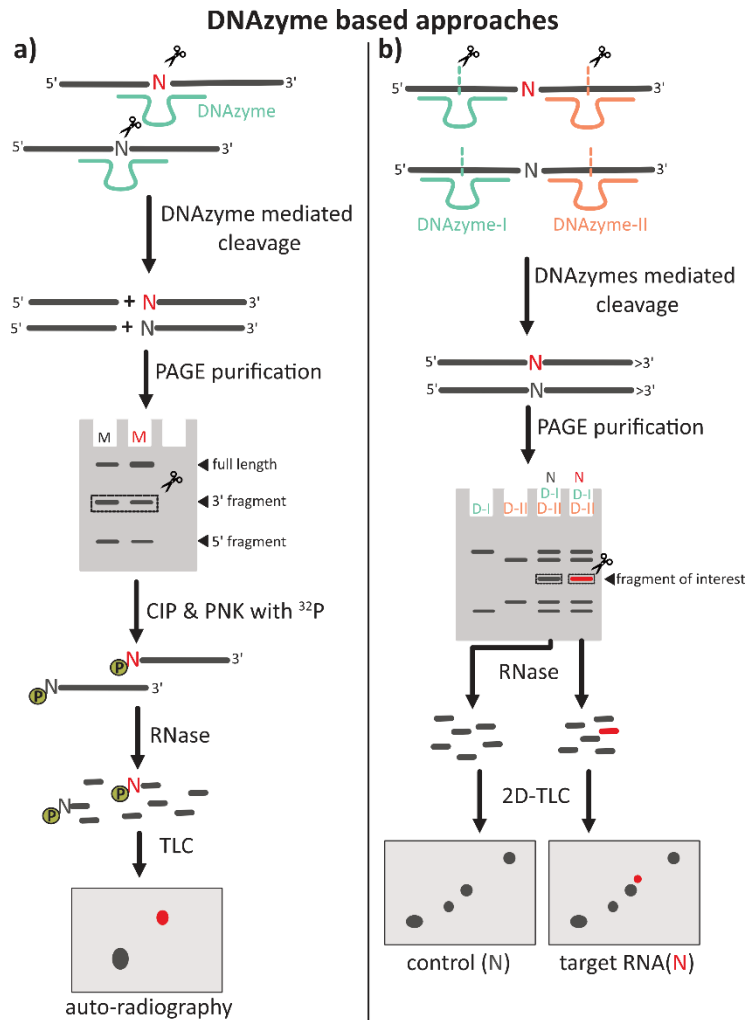 DNAzyme based approaches
a)
5' N 3'
DNAzyme
5' N 3'
DNAzyme mediated
cleavage
5' + N 3'
5' + N 3'
PAGE purification
M M
full length
3' fragment
5' fragment
CIP & PNK with ³²P
P N 3'
P N 3'
RNase
P N
P N
TLC
auto-radiography
b)
5' N 3'
5' N 3'
DNAzyme-I DNAzyme-II
DNAzymes mediated
cleavage
5' N >3'
5' N >3'
PAGE purification
N N
D-I D-I
D-I D-II D-II D-II
fragment of interest
RNase
2D-TLC
control (N) target RNA(N)